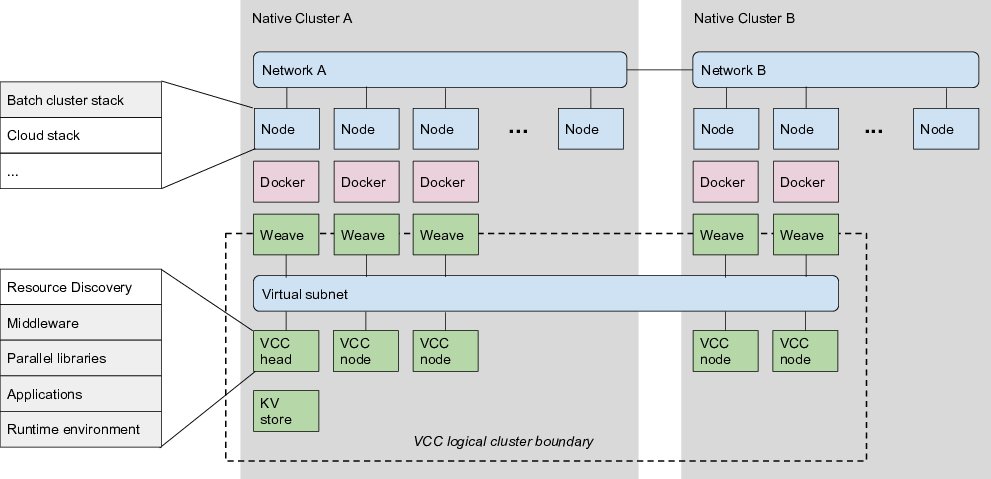 Native Cluster A
Native Cluster B
Network A
Network B
Batch cluster stack
Cloud stack
...
Node
Node
Node
...
Node
Node
Node
...
Node
Docker
Docker
Docker
Docker
Docker
Weave
Weave
Weave
Weave
Weave
Virtual subnet
Resource Discovery
Middleware
Parallel libraries
Applications
Runtime environment
VCC
head
VCC
node
VCC
node
VCC
node
VCC
node
KV
store
VCC logical cluster boundary